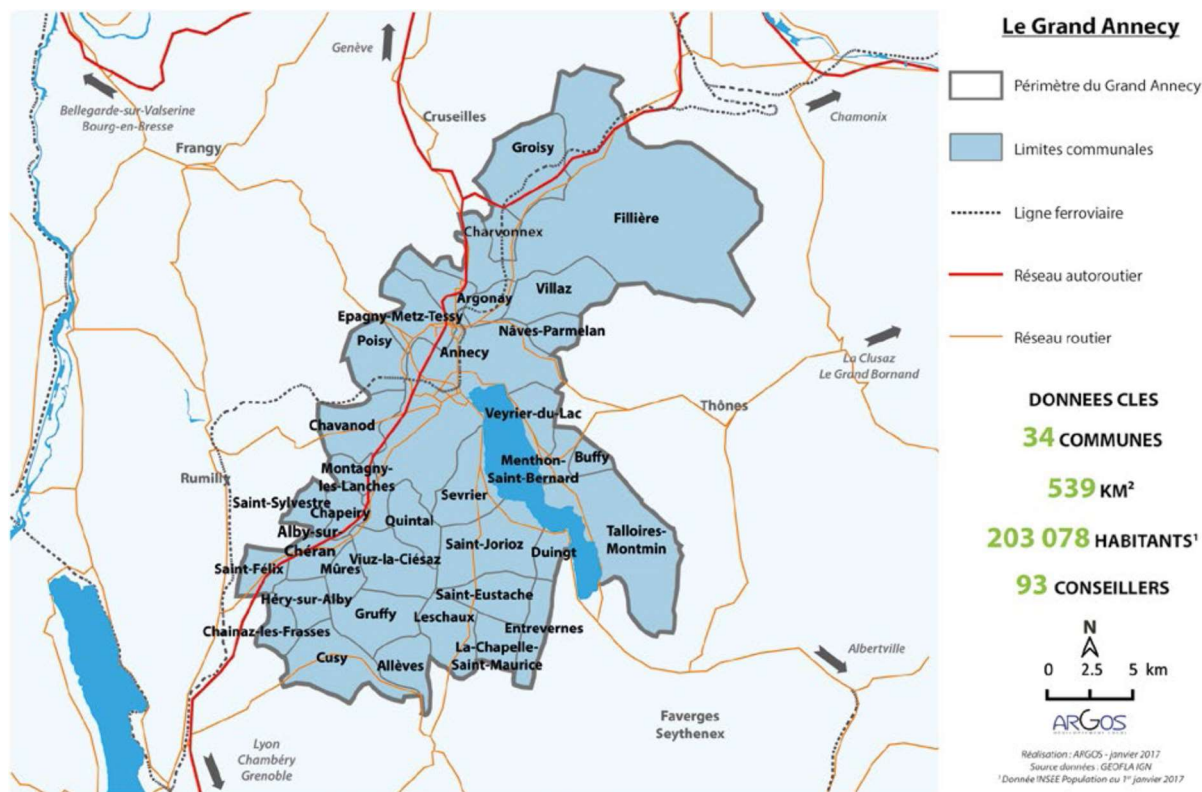 Genève
Bellegarde-sur-Valserine
Bourg-en-Bresse
Frangy
Cruseilles
Chamonix
Groisy
Fillière
Charvonnex
Argonay
Villaz
Epagny-Metz-Tessy
Nâves-Parmelan
Poisy
Annecy
La Clusaz
Le Grand Bornand
Thônes
Veyrier-du-Lac
Chavanod
Buffy
Menthon-
Saint-Bernard
Montagny-
les-Lanches
Rumilly
Sevrier
Saint-Sylvestre
Chapeiry
Quintal
Alby-sur-
Chéran
Talloires-
Montmin
Saint-Jorioz
Duingt
Saint-Félix
Mûres
Viuz-la-Ciésaz
Saint-Eustache
Héry-sur-Alby
Gruffy
Leschaux
Entrevernes
Chainaz-les-Frasses
La-Chapelle-
Saint-Maurice
Cusy
Allèves
Albertville
Faverges
Seythenex
Lyon
Chambéry
Grenoble
Le Grand Annecy
Périmètre du Grand Annecy
Limites communales
Ligne ferroviaire
Réseau autoroutier
Réseau routier
DONNEES CLES
34 COMMUNES
539 KM²
203 078 HABITANTS¹
93 CONSEILLERS
N
0 2.5 5 km
ARGOS
DÉVELOPPEMENT LOCAL
Réalisation : ARGOS - janvier 2017
Source données : GEOFLA IGN
¹ Donnée INSEE Population au 1er janvier 2017